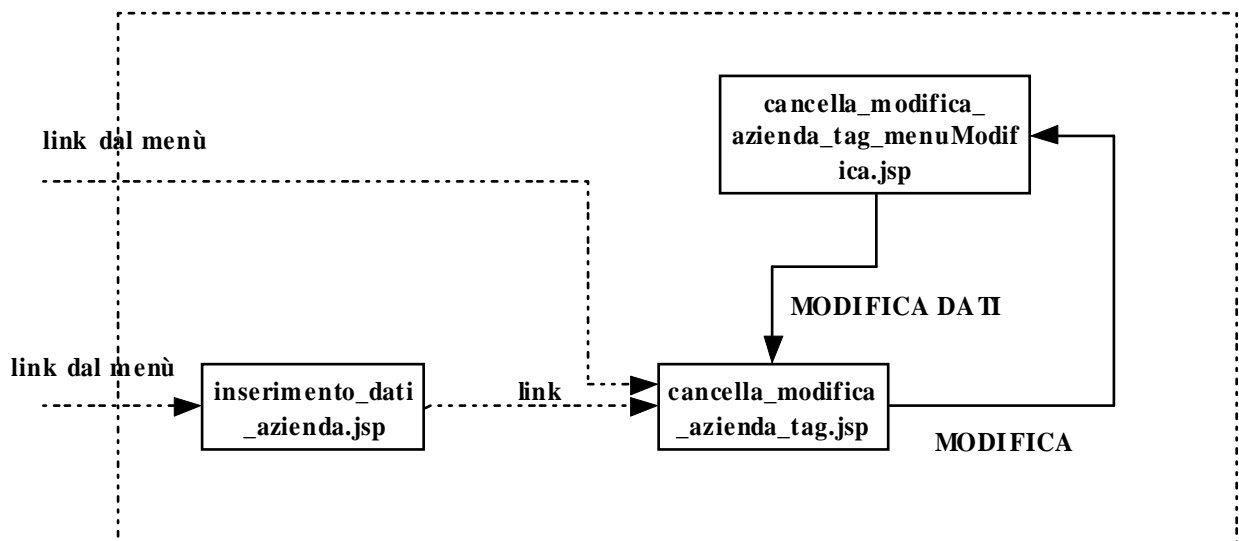 cancella_modifica_
azienda_tag_menuModif
ica.jsp
link dal menù
MODIFICA DATI
link dal menù
inserimento_dati
_azienda.jsp
link
cancella_modifica
_azienda_tag.jsp
MODIFICA